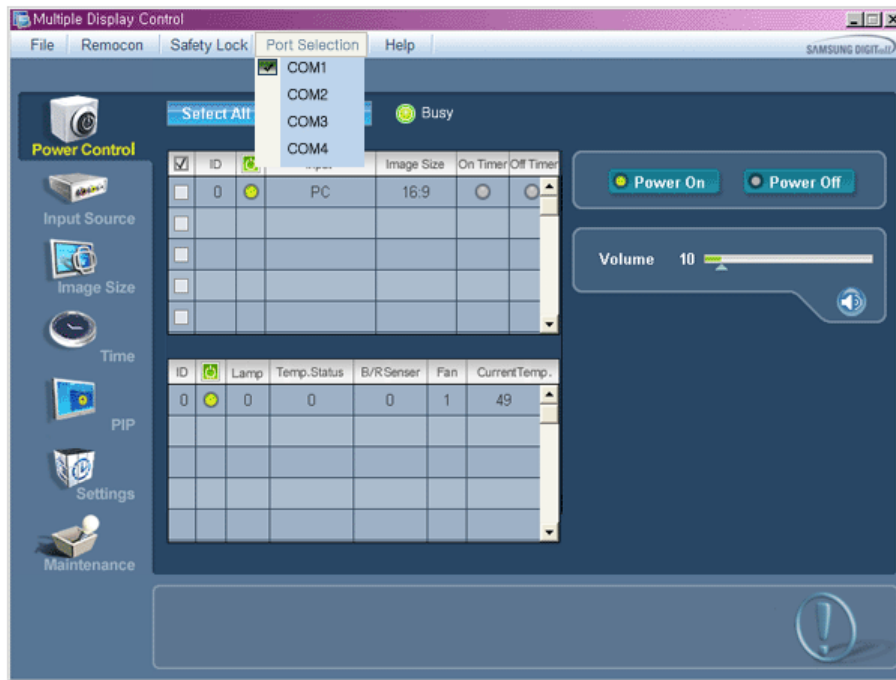 Multiple Display Control
File Remocon Safety Lock Port Selection Help
SAMSUNG DIGITall
COM1
COM2
COM3
COM4
Select All
Busy
Power Control
Input Source
Image Size
Time
PIP
Settings
Maintenance
ID Image Size On Timer Off Timer
0 PC 16:9
Power On Power Off
Volume 10
ID Lamp Temp.Status B/RSenser Fan CurrentTemp.
0 0 0 0 1 49